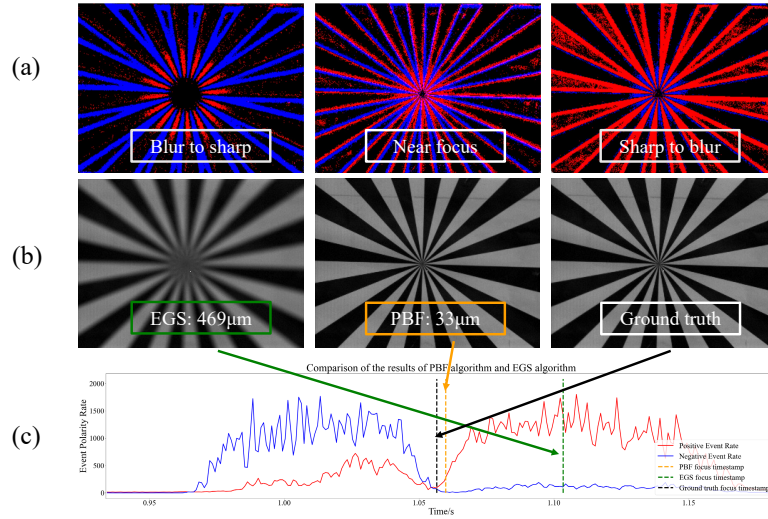 (a)
Blur to sharp
Near focus
Sharp to blur
(b)
EGS: 469μm
PBF: 33μm
Ground truth
(c)
Comparison of the results of PBF algorithm and EGS algorithm
Event Polarity Rate
2000
1500
1000
500
0
Positive Event Rate
Negative Event Rate
PBF focus timestamp
EGS focus timestamp
Ground truth focus timestamp
0.95
1.00
1.05
1.10
1.15
Time/s